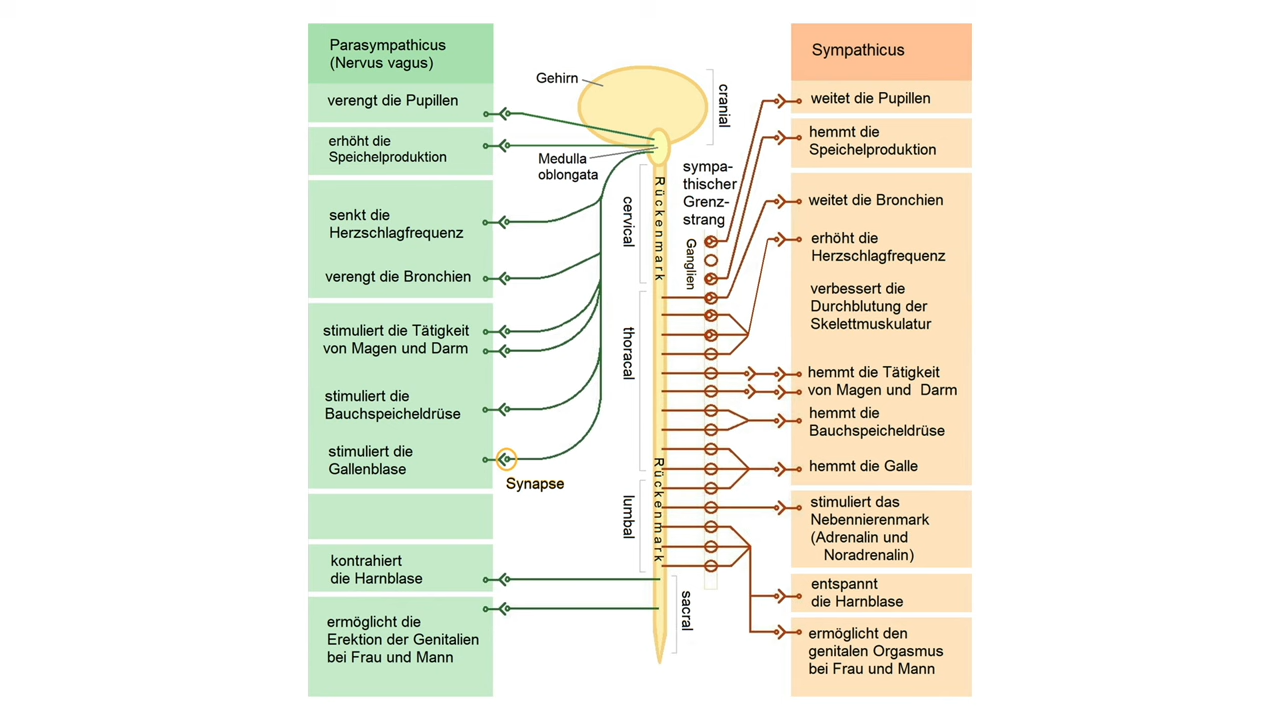 Parasympathicus
(Nervus vagus)
verengt die Pupillen
erhöht die
Speichelproduktion
senkt die
Herzschlagfrequenz
verengt die Bronchien
stimuliert die Tätigkeit
von Magen und Darm
stimuliert die
Bauchspeicheldrüse
stimuliert die
Gallenblase
kontrahiert
die Harnblase
ermöglicht die
Erektion der Genitalien
bei Frau und Mann
Gehirn
Medulla
oblongata
Synapse
cranial
cervical
thoracal
lumbal
sacral
Rückenmark
Rückenmark
sympa-
thischer
Grenz-
strang
Ganglien
Sympathicus
weitet die Pupillen
hemmt die
Speichelproduktion
weitet die Bronchien
erhöht die
Herzschlagfrequenz
verbessert die
Durchblutung der
Skelettmuskulatur
hemmt die Tätigkeit
von Magen und Darm
hemmt die
Bauchspeicheldrüse
hemmt die Galle
stimuliert das
Nebennierenmark
(Adrenalin und
Noradrenalin)
entspannt
die Harnblase
ermöglicht den
genitalen Orgasmus
bei Frau und Mann